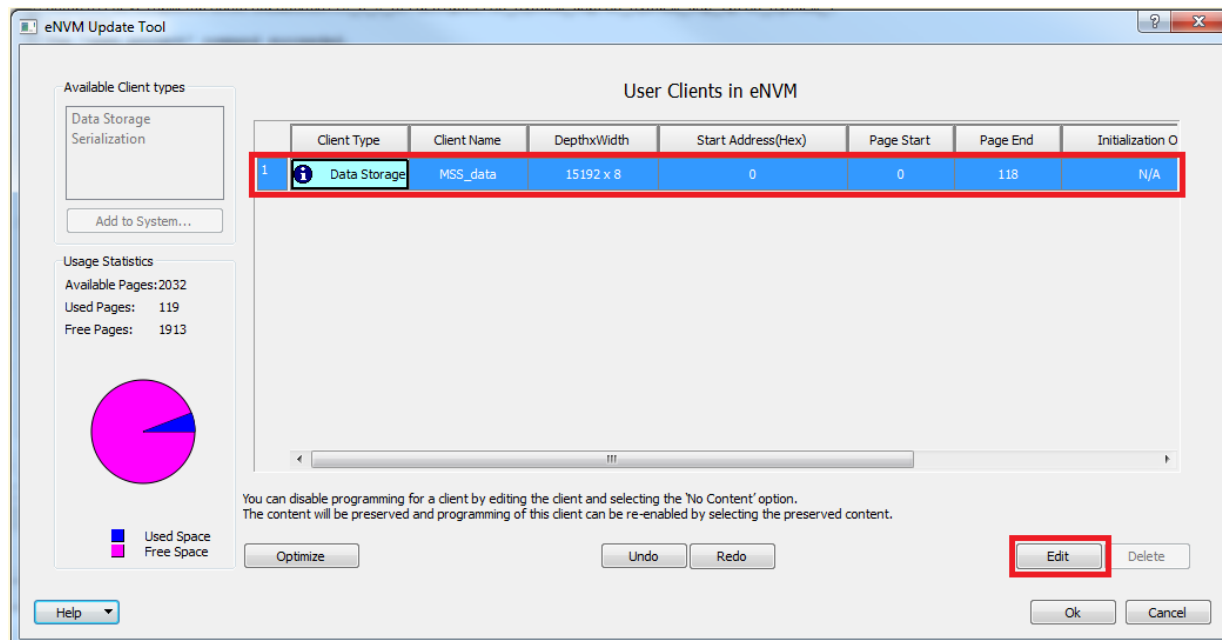 eNVM Update Tool
Available Client types
Data Storage
Serialization
Add to System...
Usage Statistics
Available Pages:2032
Used Pages: 119
Free Pages: 1913
Used Space
Free Space
User Clients in eNVM
Client Type Client Name DepthxWidth Start Address(Hex) Page Start Page End Initialization O
1 Data Storage MSS_data 15192 x 8 0 0 118 N/A
You can disable programming for a client by editing the client and selecting the 'No Content' option.
The content will be preserved and programming of this client can be re-enabled by selecting the preserved content.
Optimize Undo Redo Edit Delete
Help Ok Cancel